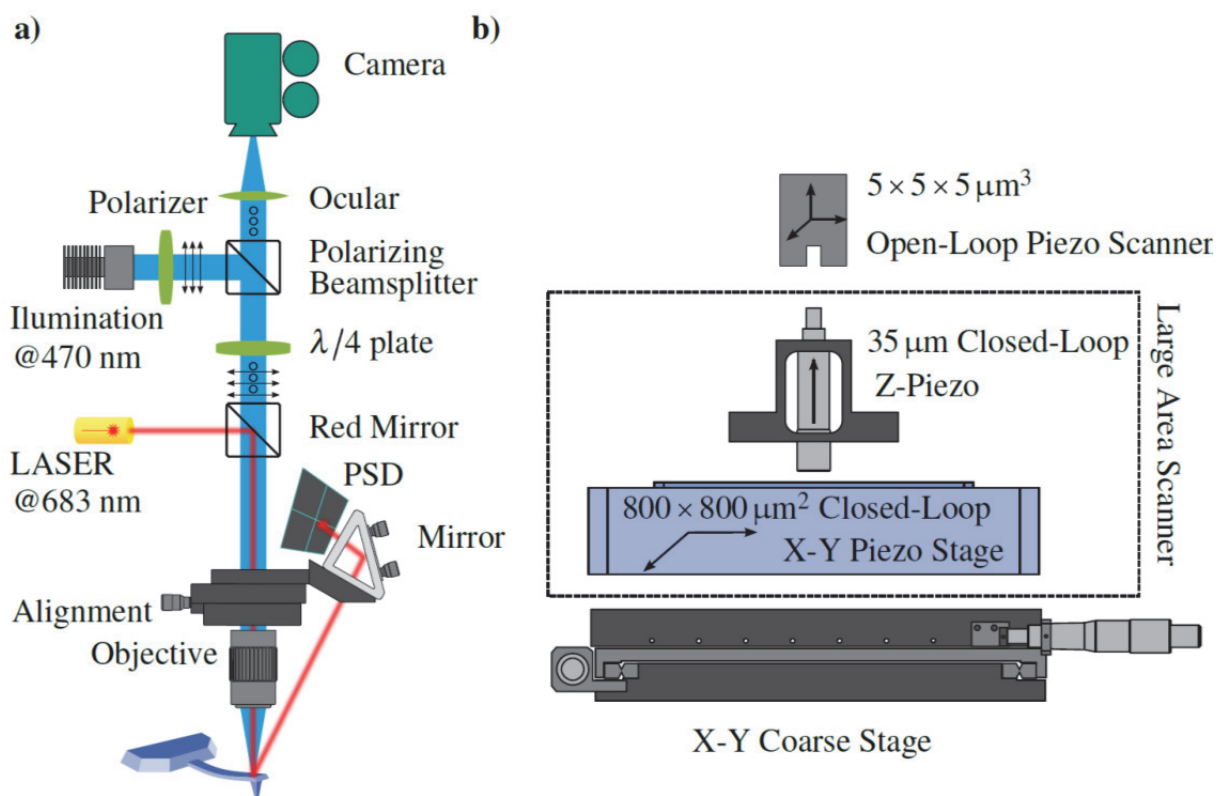 a)
Camera
Polarizer
Ocular
Polarizing
Beamsplitter
Ilumination
@470 nm
λ/4 plate
Red Mirror
LASER
@683 nm
PSD
Mirror
Alignment
Objective
b)
5 × 5 × 5 μm³
Open-Loop Piezo Scanner
35 μm Closed-Loop
Z-Piezo
800 × 800 μm² Closed-Loop
X-Y Piezo Stage
Large Area Scanner
X-Y Coarse Stage